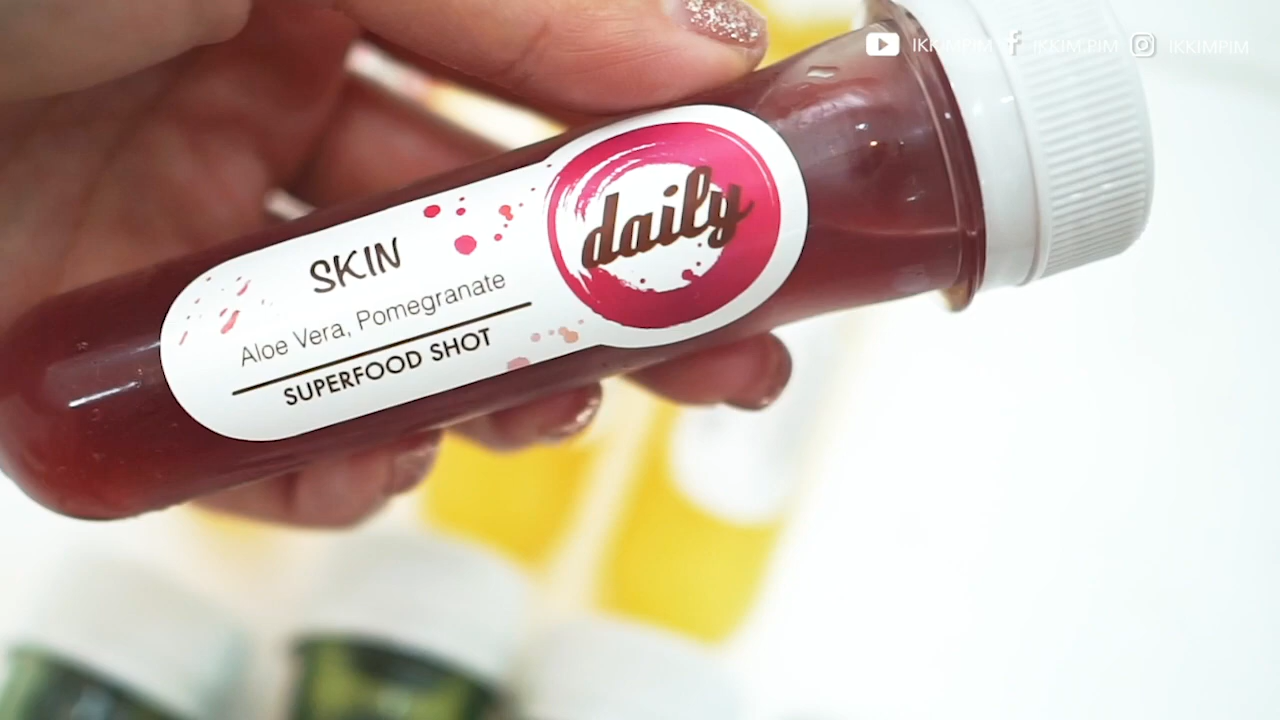 IKKIMPIM IKKIM.PIM IKKIMPIM
daily
SKIN
Aloe Vera, Pomegranate
SUPERFOOD SHOT